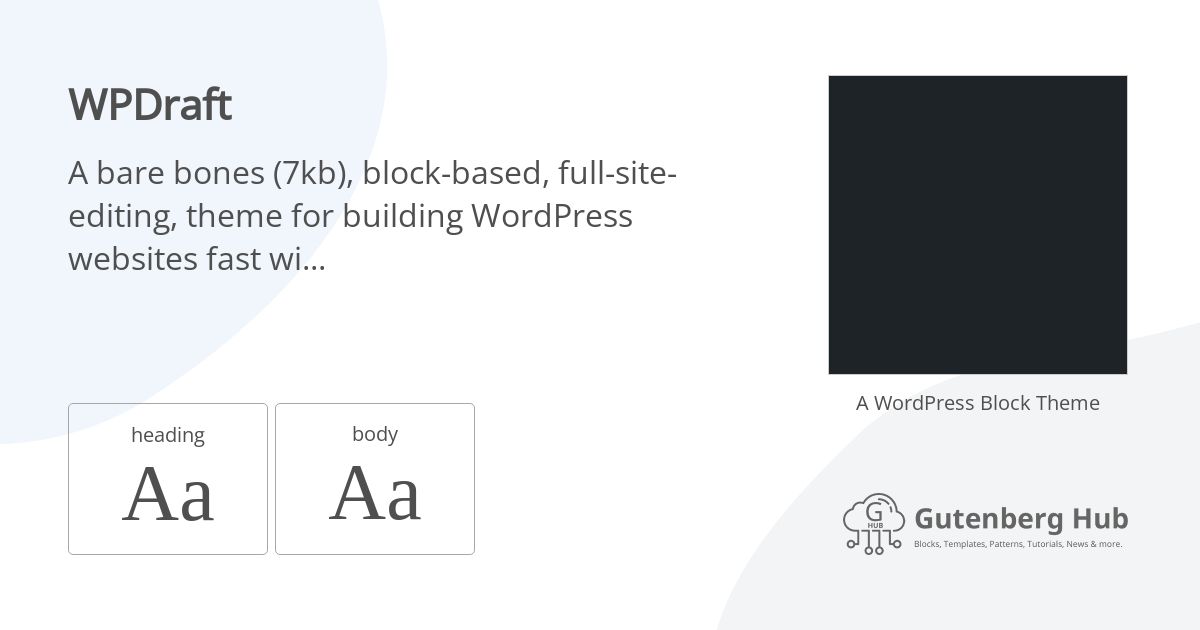 WPDraft
A bare bones (7kb), block-based, full-site-
editing, theme for building WordPress
websites fast wi...
heading
Aa
body
Aa
A WordPress Block Theme
G
HUB
Gutenberg Hub
Blocks, Templates, Patterns, Tutorials, News & more.